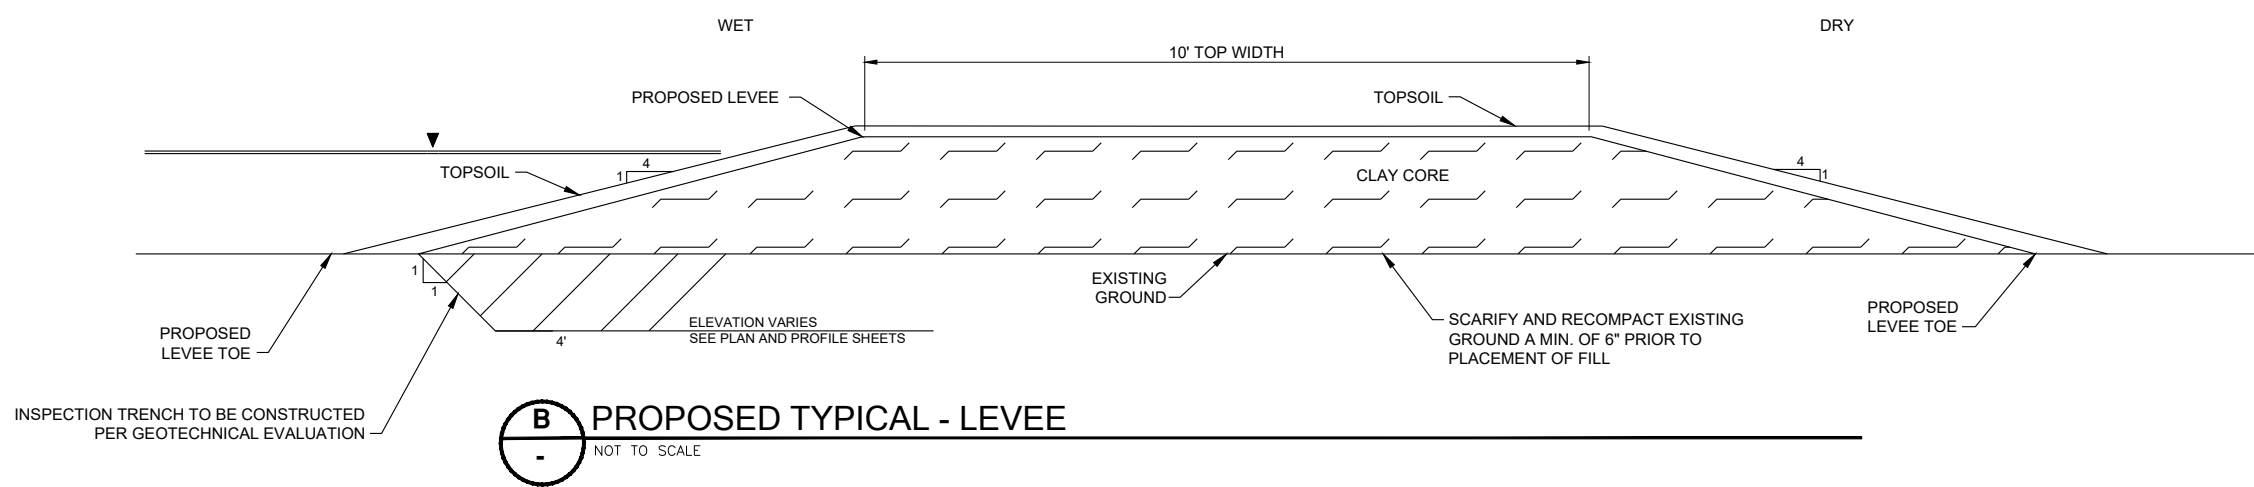 WET
DRY
10' TOP WIDTH
PROPOSED LEVEE
TOPSOIL
4
1
TOPSOIL
CLAY CORE
4
1
1
1
EXISTING
GROUND
PROPOSED
LEVEE TOE
ELEVATION VARIES
SEE PLAN AND PROFILE SHEETS
4'
SCARIFY AND RECOMPACT EXISTING
GROUND A MIN. OF 6" PRIOR TO
PLACEMENT OF FILL
PROPOSED
LEVEE TOE
INSPECTION TRENCH TO BE CONSTRUCTED
PER GEOTECHNICAL EVALUATION
B
-
PROPOSED TYPICAL - LEVEE
NOT TO SCALE